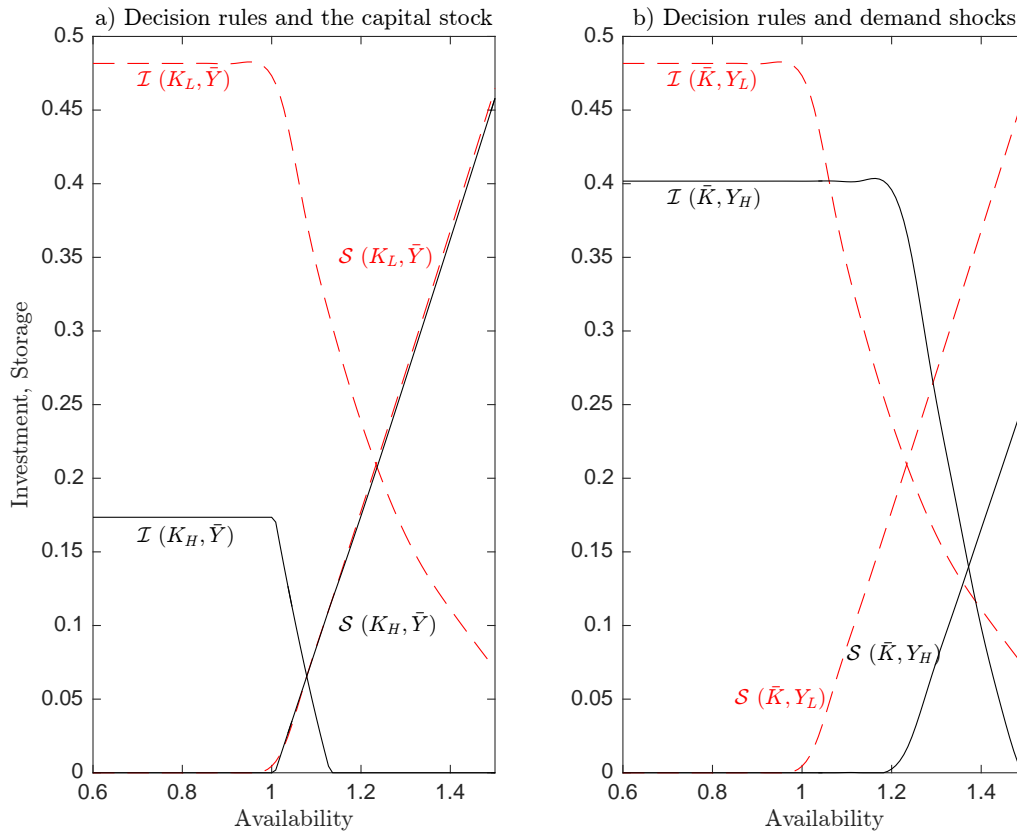 a) Decision rules and the capital stock
0.5
0.45
0.4
0.35
0.3
0.25
0.2
0.15
0.1
0.05
0
0.6 0.8 1 1.2 1.4
Availability
Investment, Storage
𝓘 (K_L, Ȳ)
𝓢 (K_L, Ȳ)
𝓘 (K_H, Ȳ)
𝓢 (K_H, Ȳ)
b) Decision rules and demand shocks
0.5
0.45
0.4
0.35
0.3
0.25
0.2
0.15
0.1
0.05
0
0.6 0.8 1 1.2 1.4
Availability
𝓘 (K̄, Y_L)
𝓘 (K̄, Y_H)
𝓢 (K̄, Y_H)
𝓢 (K̄, Y_L)